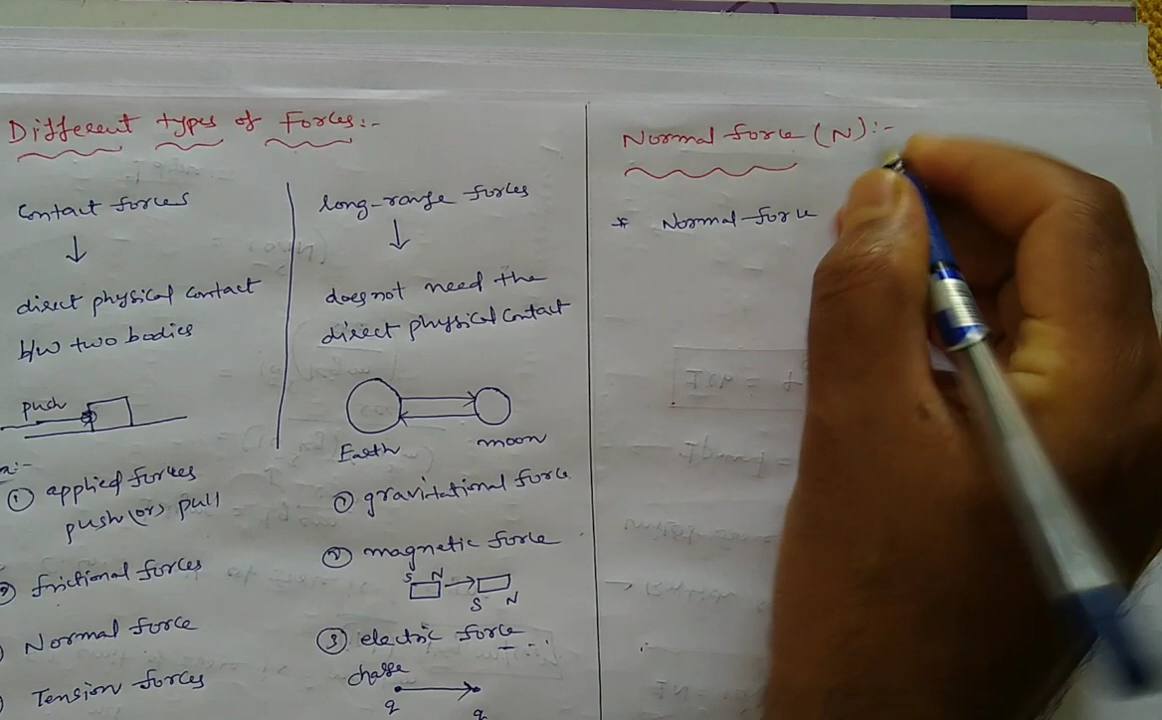 Different types of Forces:-
Contact forces
↓
direct physical contact
b/w two bodies
push
① applied forces
push (or) pull
② frictional forces
Normal force
Tension forces
long-range forces
↓
does not need the
direct physical contact
Earth
moon
① gravitational force
② magnetic force
S N → S N
③ electric force
charge
q q
Normal force (N):-
* Normal-force